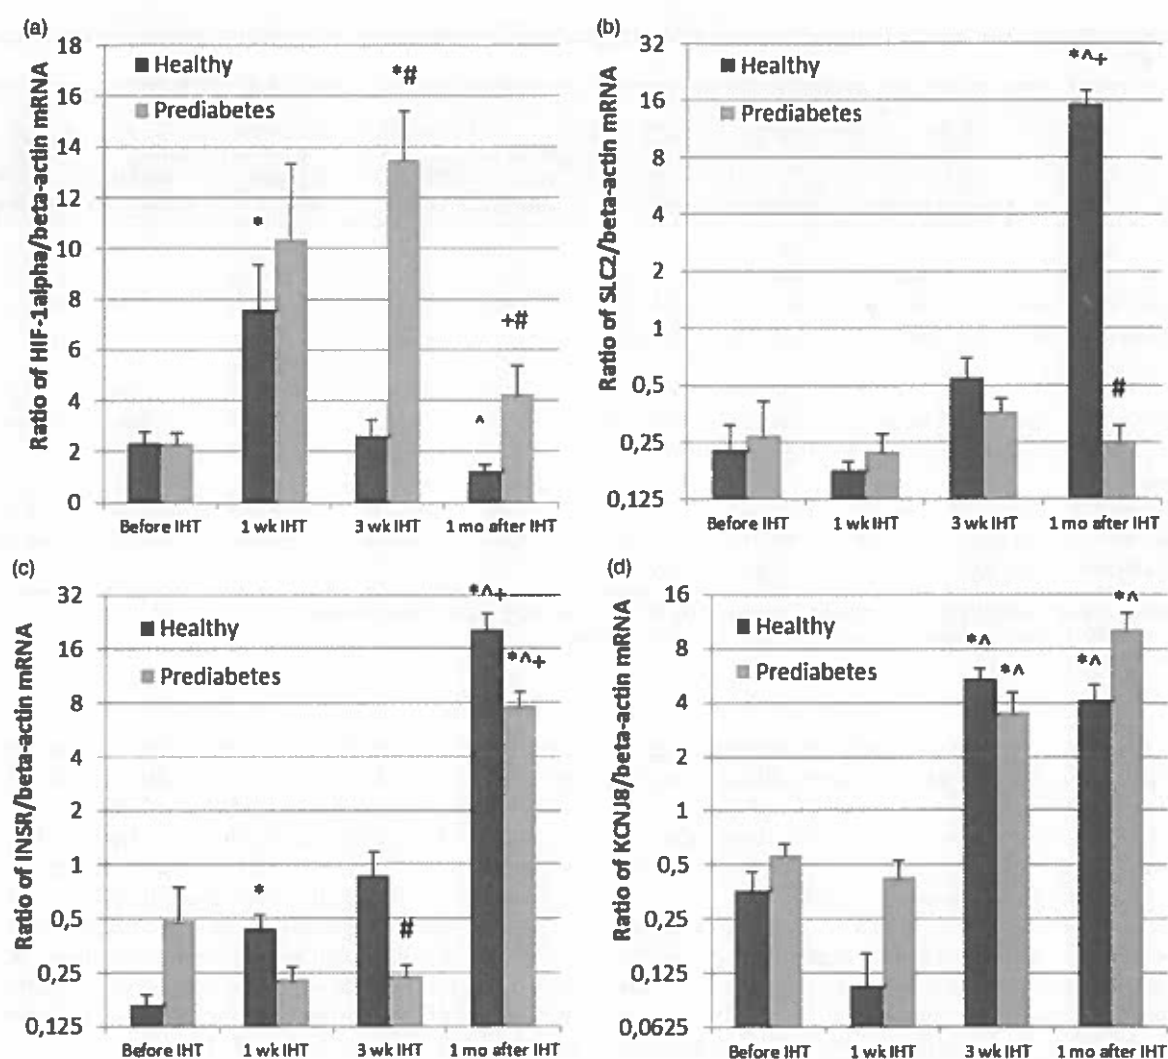 (a)
Ratio of HIF-1alpha/beta-actin mRNA
18
16
14
12
10
8
6
4
2
0
Healthy
Prediabetes
*
*#
^
+#
Before IHT
1 wk IHT
3 wk IHT
1 mo after IHT
(b)
Ratio of SLC2/beta-actin mRNA
32
16
8
4
2
1
0,5
0,25
0,125
Healthy
Prediabetes
*^+
#
Before IHT
1 wk IHT
3 wk IHT
1 mo after IHT
(c)
Ratio of INSR/beta-actin mRNA
32
16
8
4
2
1
0,5
0,25
0,125
Healthy
Prediabetes
*
#
*^+
*^+
Before IHT
1 wk IHT
3 wk IHT
1 mo after IHT
(d)
Ratio of KCNJ8/beta-actin mRNA
16
8
4
2
1
0,5
0,25
0,125
0,0625
Healthy
Prediabetes
*^
*^
*^
*^
Before IHT
1 wk IHT
3 wk IHT
1 mo after IHT